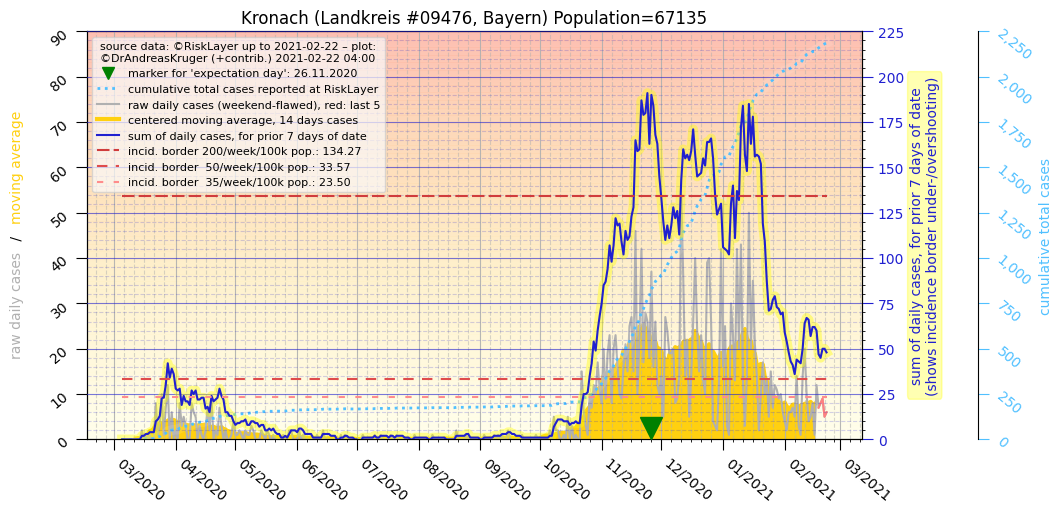 Kronach (Landkreis #09476, Bayern) Population=67135
source data: ©RiskLayer up to 2021-02-22 – plot:
©DrAndreasKruger (+contrib.) 2021-02-22 04:00
marker for 'expectation day': 26.11.2020
cumulative total cases reported at RiskLayer
raw daily cases (weekend-flawed), red: last 5
centered moving average, 14 days cases
sum of daily cases, for prior 7 days of date
incid. border 200/week/100k pop.: 134.27
incid. border  50/week/100k pop.: 33.57
incid. border  35/week/100k pop.: 23.50
raw daily cases / moving average
90
80
70
60
50
40
30
20
10
0
03/2020
04/2020
05/2020
06/2020
07/2020
08/2020
09/2020
10/2020
11/2020
12/2020
01/2021
02/2021
03/2021
225
200
175
150
125
100
75
50
25
0
sum of daily cases, for prior 7 days of date
(shows incidence border under-/overshooting)
2,250
2,000
1,750
1,500
1,250
1,000
750
500
250
0
cumulative total cases